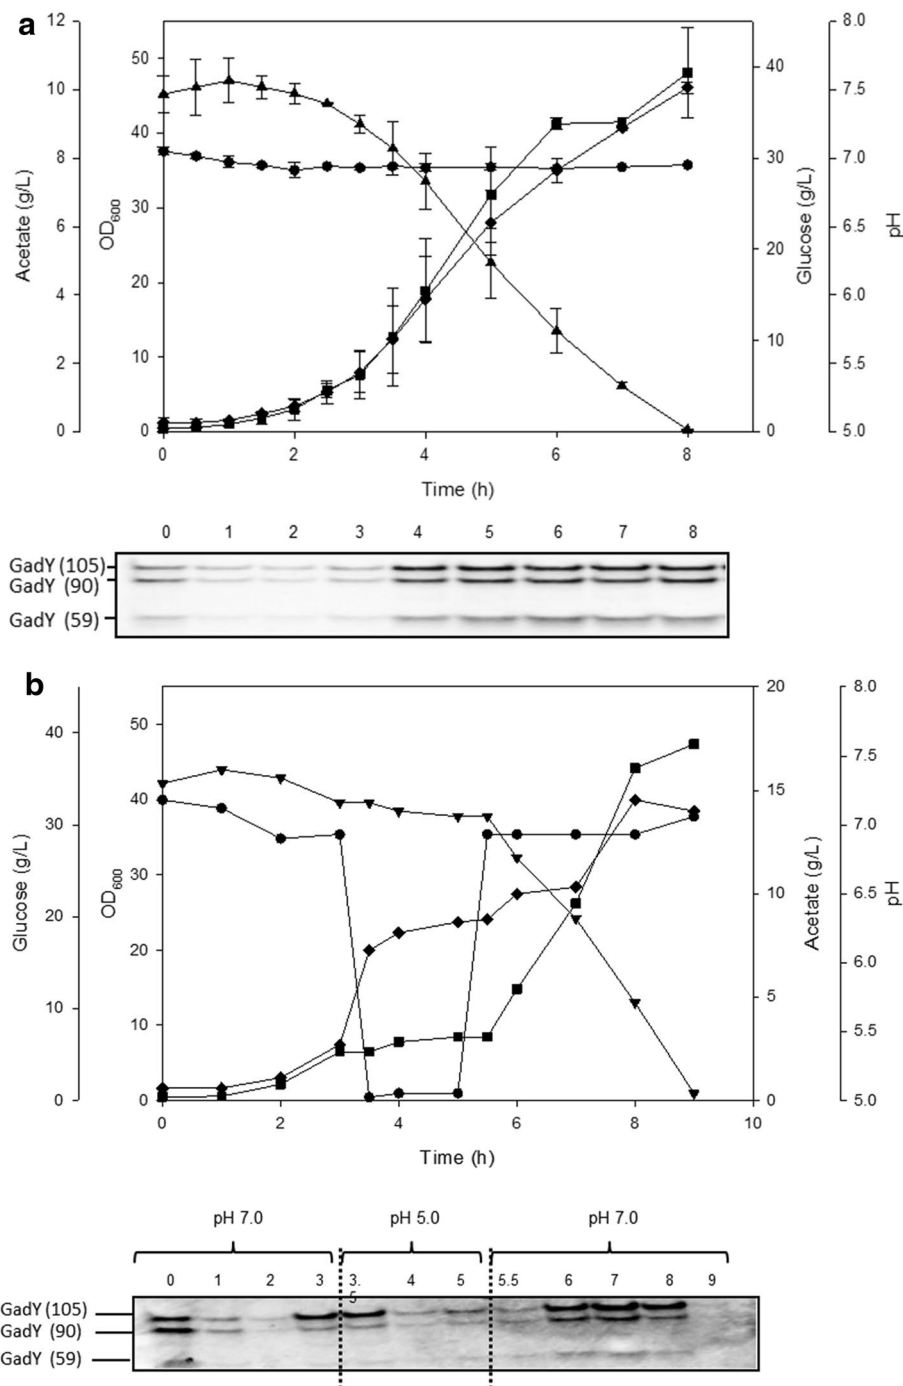 a
12
10
8
6
4
2
0
Acetate (g/L)
50
40
30
20
10
0
OD600
40
30
20
10
0
Glucose (g/L)
8.0
7.5
7.0
6.5
6.0
5.5
5.0
pH
0 2 4 6 8
Time (h)
0 1 2 3 4 5 6 7 8
GadY (105)
GadY (90)
GadY (59)
b
40
30
20
10
0
Glucose (g/L)
50
40
30
20
10
0
OD600
20
15
10
5
0
Acetate (g/L)
8.0
7.5
7.0
6.5
6.0
5.5
5.0
pH
0 2 4 6 8 10
Time (h)
pH 7.0 pH 5.0 pH 7.0
0 1 2 3 3. 4 5 5.5 6 7 8 9
5
GadY (105)
GadY (90)
GadY (59)